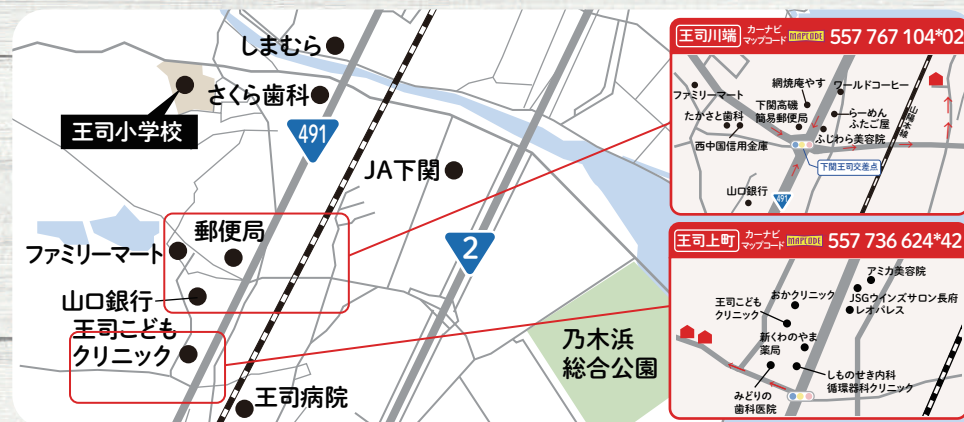 しまむら
さくら歯科
王司小学校
491
JA下関
郵便局
ファミリーマート
2
山口銀行
王司こども
クリニック
乃木浜
総合公園
王司病院
王司川端
カーナビ
マップコード
MAPCODE
557 767 104*02
ファミリーマート
網焼庵やす
ワールドコーヒー
たかさと歯科
下関高磯
簡易郵便局
らーめん
ふたご屋
山陽本線
西中国信用金庫
ふじわら美容院
下関王司交差点
山口銀行
491
王司上町
カーナビ
マップコード
MAPCODE
557 736 624*42
アミカ美容院
王司こども
クリニック
おかクリニック
JSGウインズサロン長府
レオパレス
新くわのやま
薬局
しものせき内科
循環器科クリニック
みどりの
歯科医院